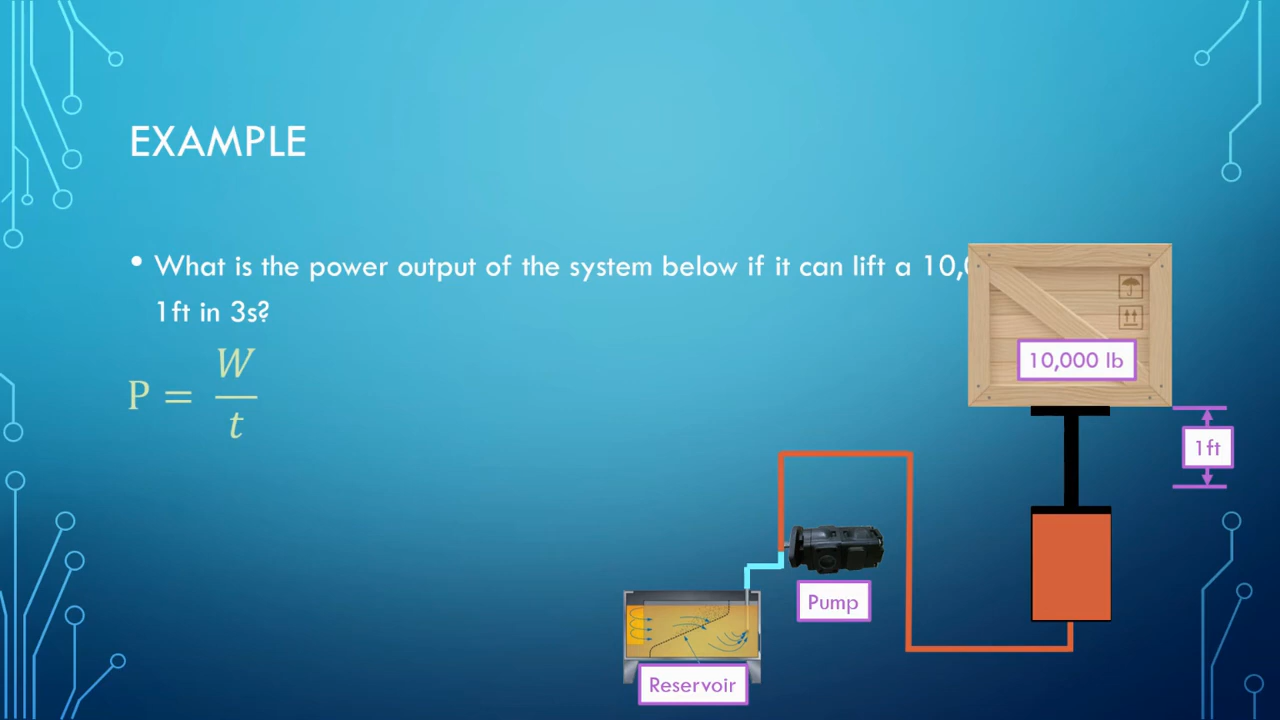 EXAMPLE
• What is the power output of the system below if it can lift a
1ft in 3s?
P = W
t
10,000 lb
1ft
Pump
Reservoir